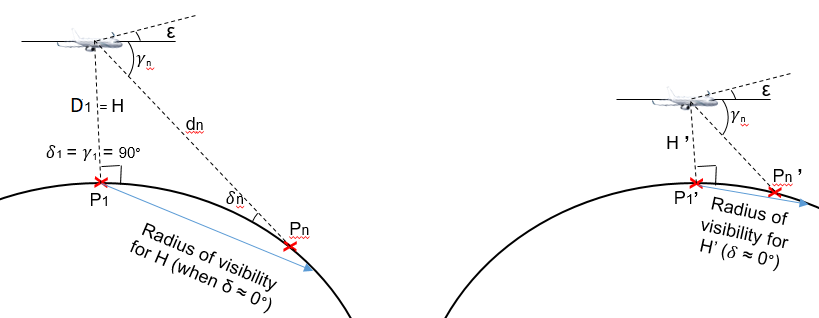 ε
γn
D1 = H
dn
δ1 = γ1 = 90°
δn
P1
Pn
Radius of visibility
for H (when δ ≈ 0°)
ε
γn
H ’
Pn ’
P1’
Radius of
visibility for
H’ (δ ≈ 0°)